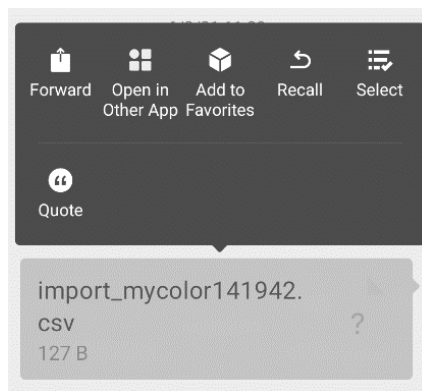 Forward
Open in
Other App
Add to
Favorites
Recall
Select
Quote
import_mycolor141942.
csv
?
127 B